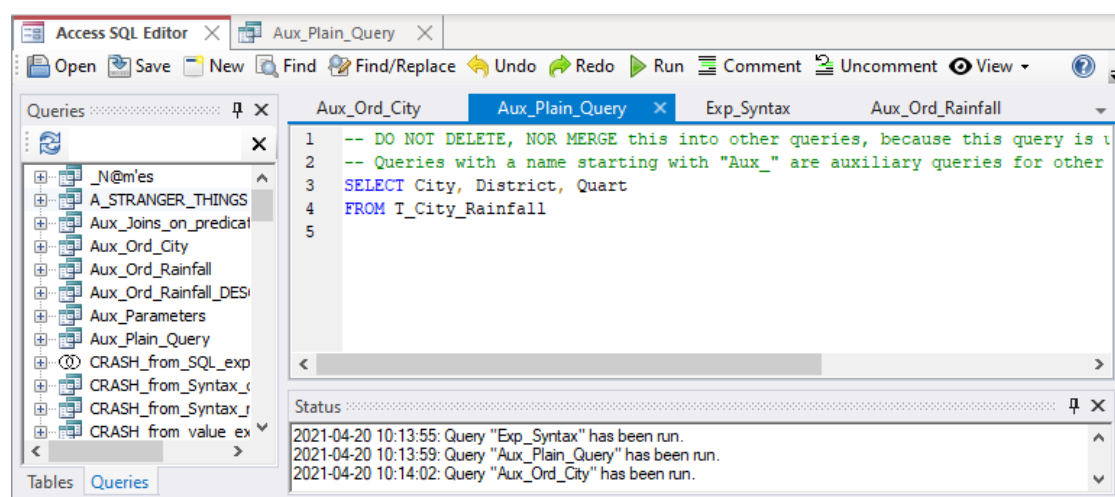 Access SQL Editor Aux_Plain_Query
Open Save New Find Find/Replace Undo Redo Run Comment Uncomment View
Queries
_N@m'es
A_STRANGER_THINGS
Aux_Joins_on_predicat
Aux_Ord_City
Aux_Ord_Rainfall
Aux_Ord_Rainfall_DES
Aux_Parameters
Aux_Plain_Query
CRASH_from_SQL_exp
CRASH_from_Syntax_
CRASH_from_Syntax_
CRASH_from_value_ex
Tables Queries
Aux_Ord_City Aux_Plain_Query Exp_Syntax Aux_Ord_Rainfall
1 -- DO NOT DELETE, NOR MERGE this into other queries, because this query is
2 -- Queries with a name starting with "Aux_" are auxiliary queries for other
3 SELECT City, District, Quart
4 FROM T_City_Rainfall
5
Status
2021-04-20 10:13:55: Query "Exp_Syntax" has been run.
2021-04-20 10:13:59: Query "Aux_Plain_Query" has been run.
2021-04-20 10:14:02: Query "Aux_Ord_City" has been run.